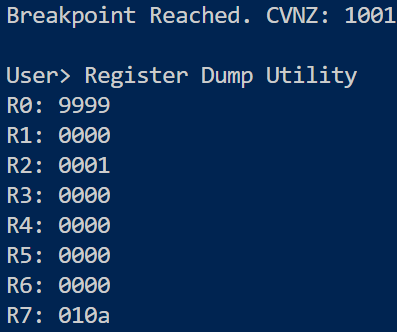 Breakpoint Reached. CVNZ: 1001
User> Register Dump Utility
R0: 9999
R1: 0000
R2: 0001
R3: 0000
R4: 0000
R5: 0000
R6: 0000
R7: 010a